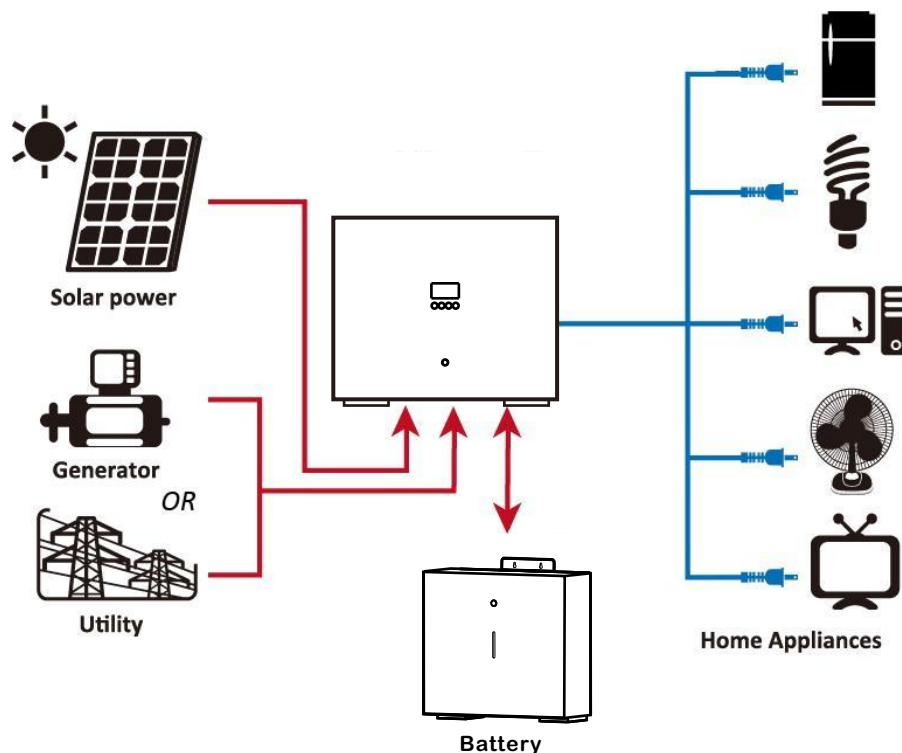 Solar power
Generator
OR
Utility
Home Appliances
Battery